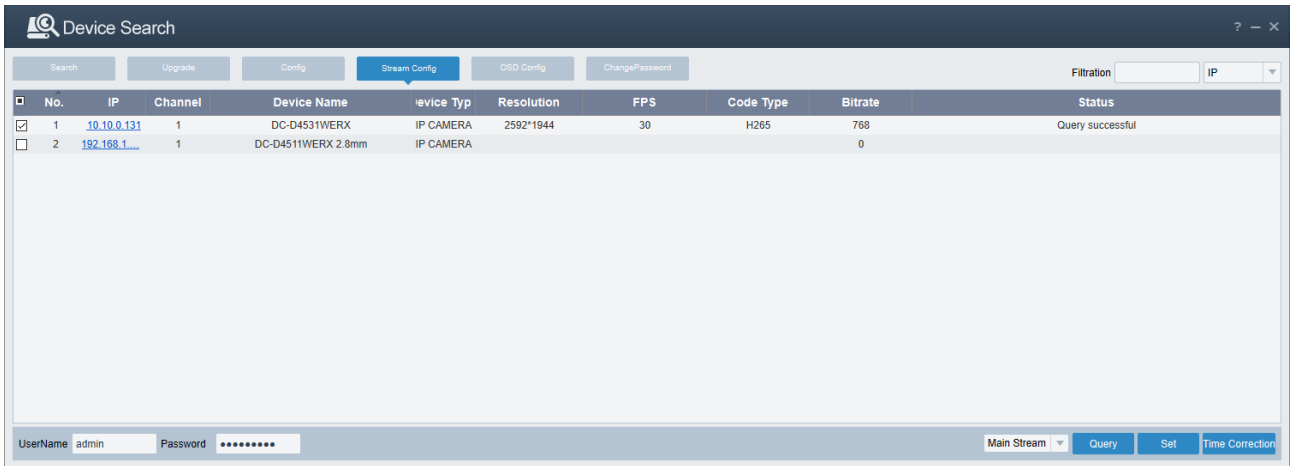 Device Search ? – ×
Search Upgrade Config Stream Config OSD Config ChangePassword Filtration IP
No. IP Channel Device Name evice Typ Resolution FPS Code Type Bitrate Status
1 10.10.0.131 1 DC-D4531WERX IP CAMERA 2592*1944 30 H265 768 Query successful
2 192.168.1.... 1 DC-D4511WERX 2.8mm IP CAMERA 0
UserName admin Password ●●●●●●●●● Main Stream Query Set Time Correction